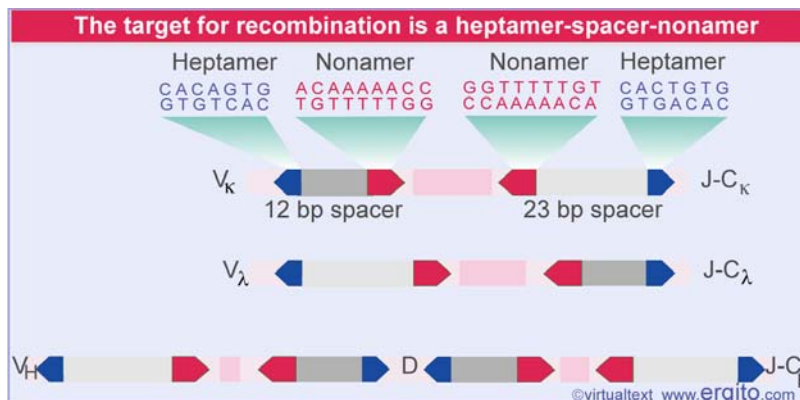 The target for recombination is a heptamer-spacer-nonamer
Heptamer Nonamer Nonamer Heptamer
CACAGTG ACAAAAACC GGTTTTTGT CACTGTG
GTGTCAC TGTTTTTGG CCAAAAACA GTGACAC
Vκ J-Cκ
12 bp spacer 23 bp spacer
Vλ J-Cλ
VH D J-C
©virtualtext www.ergito.com